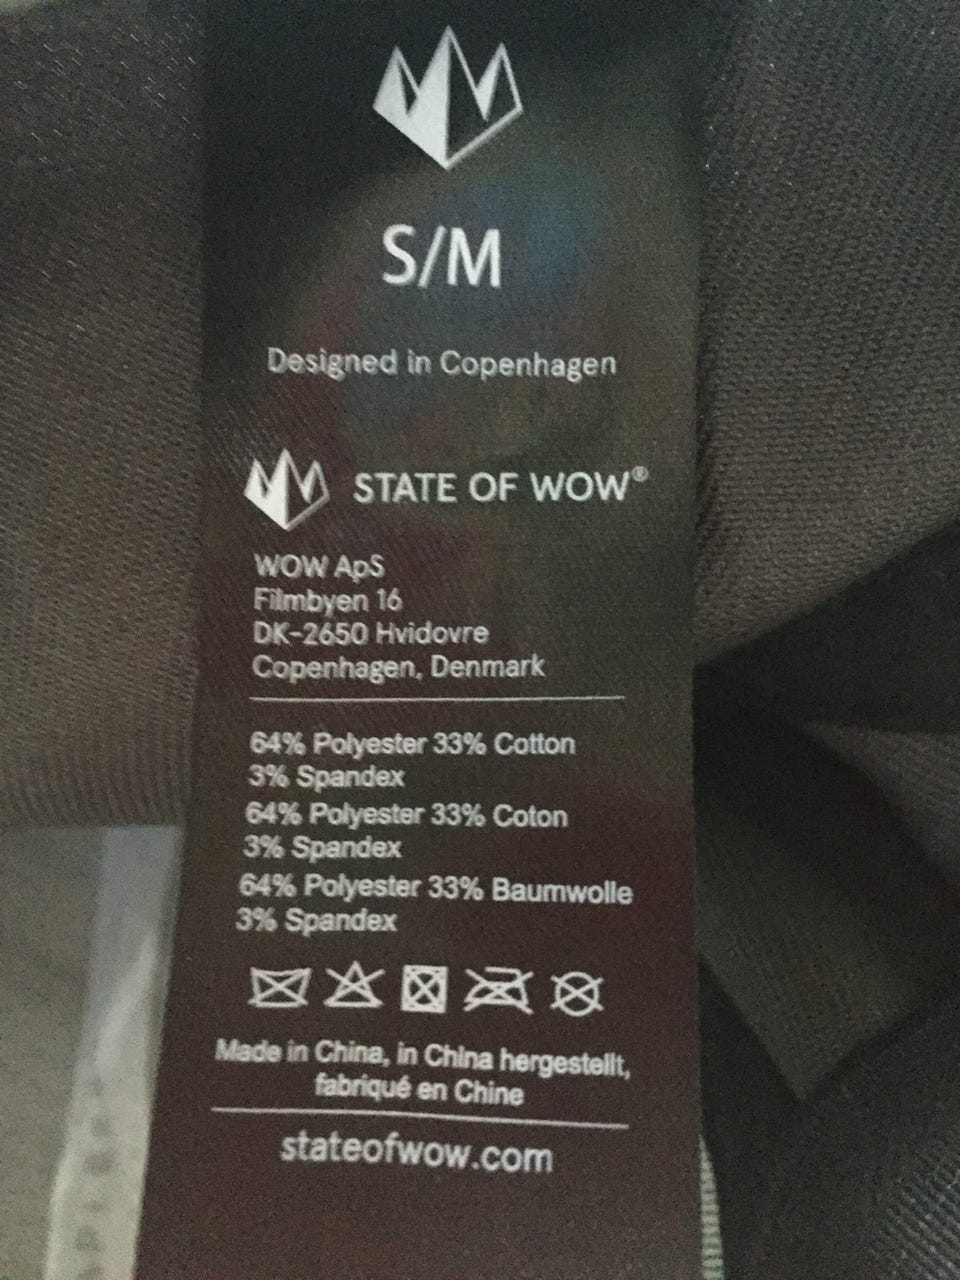 S/M
Designed in Copenhagen
STATE OF WOW®
WOW ApS
Filmbyen 16
DK-2650 Hvidovre
Copenhagen, Denmark
64% Polyester 33% Cotton
3% Spandex
64% Polyester 33% Coton
3% Spandex
64% Polyester 33% Baumwolle
3% Spandex
Made in China, in China hergestellt,
fabriqué en Chine
stateofwow.com